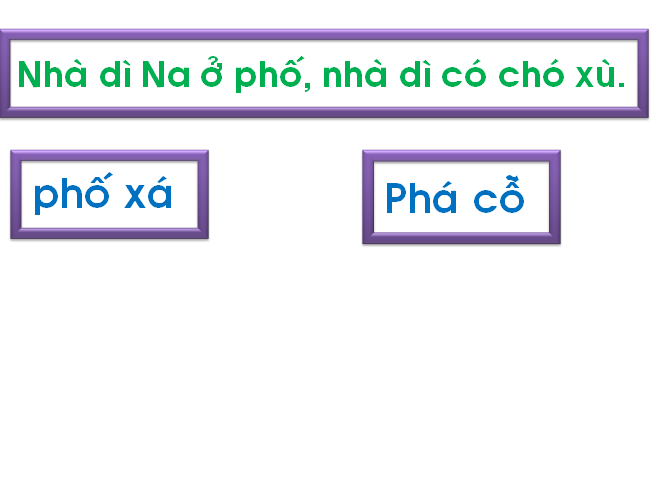 Nhà dì Na ở phố, nhà dì có chó xù.
phố xá
Phá cỗ